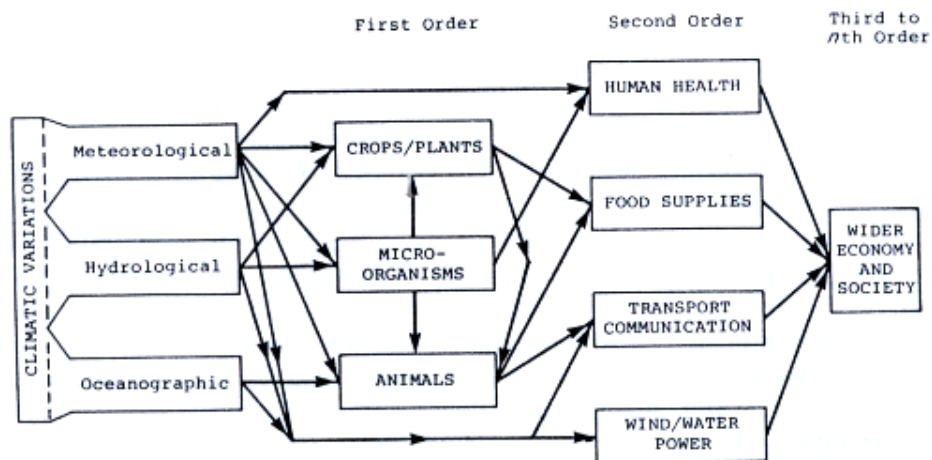 First Order
Second Order
Third to
nth Order
CLIMATIC VARIATIONS
Meteorological
Hydrological
Oceanographic
CROPS/PLANTS
MICRO-
ORGANISMS
ANIMALS
HUMAN HEALTH
FOOD SUPPLIES
TRANSPORT
COMMUNICATION
WIND/WATER
POWER
WIDER
ECONOMY
AND
SOCIETY